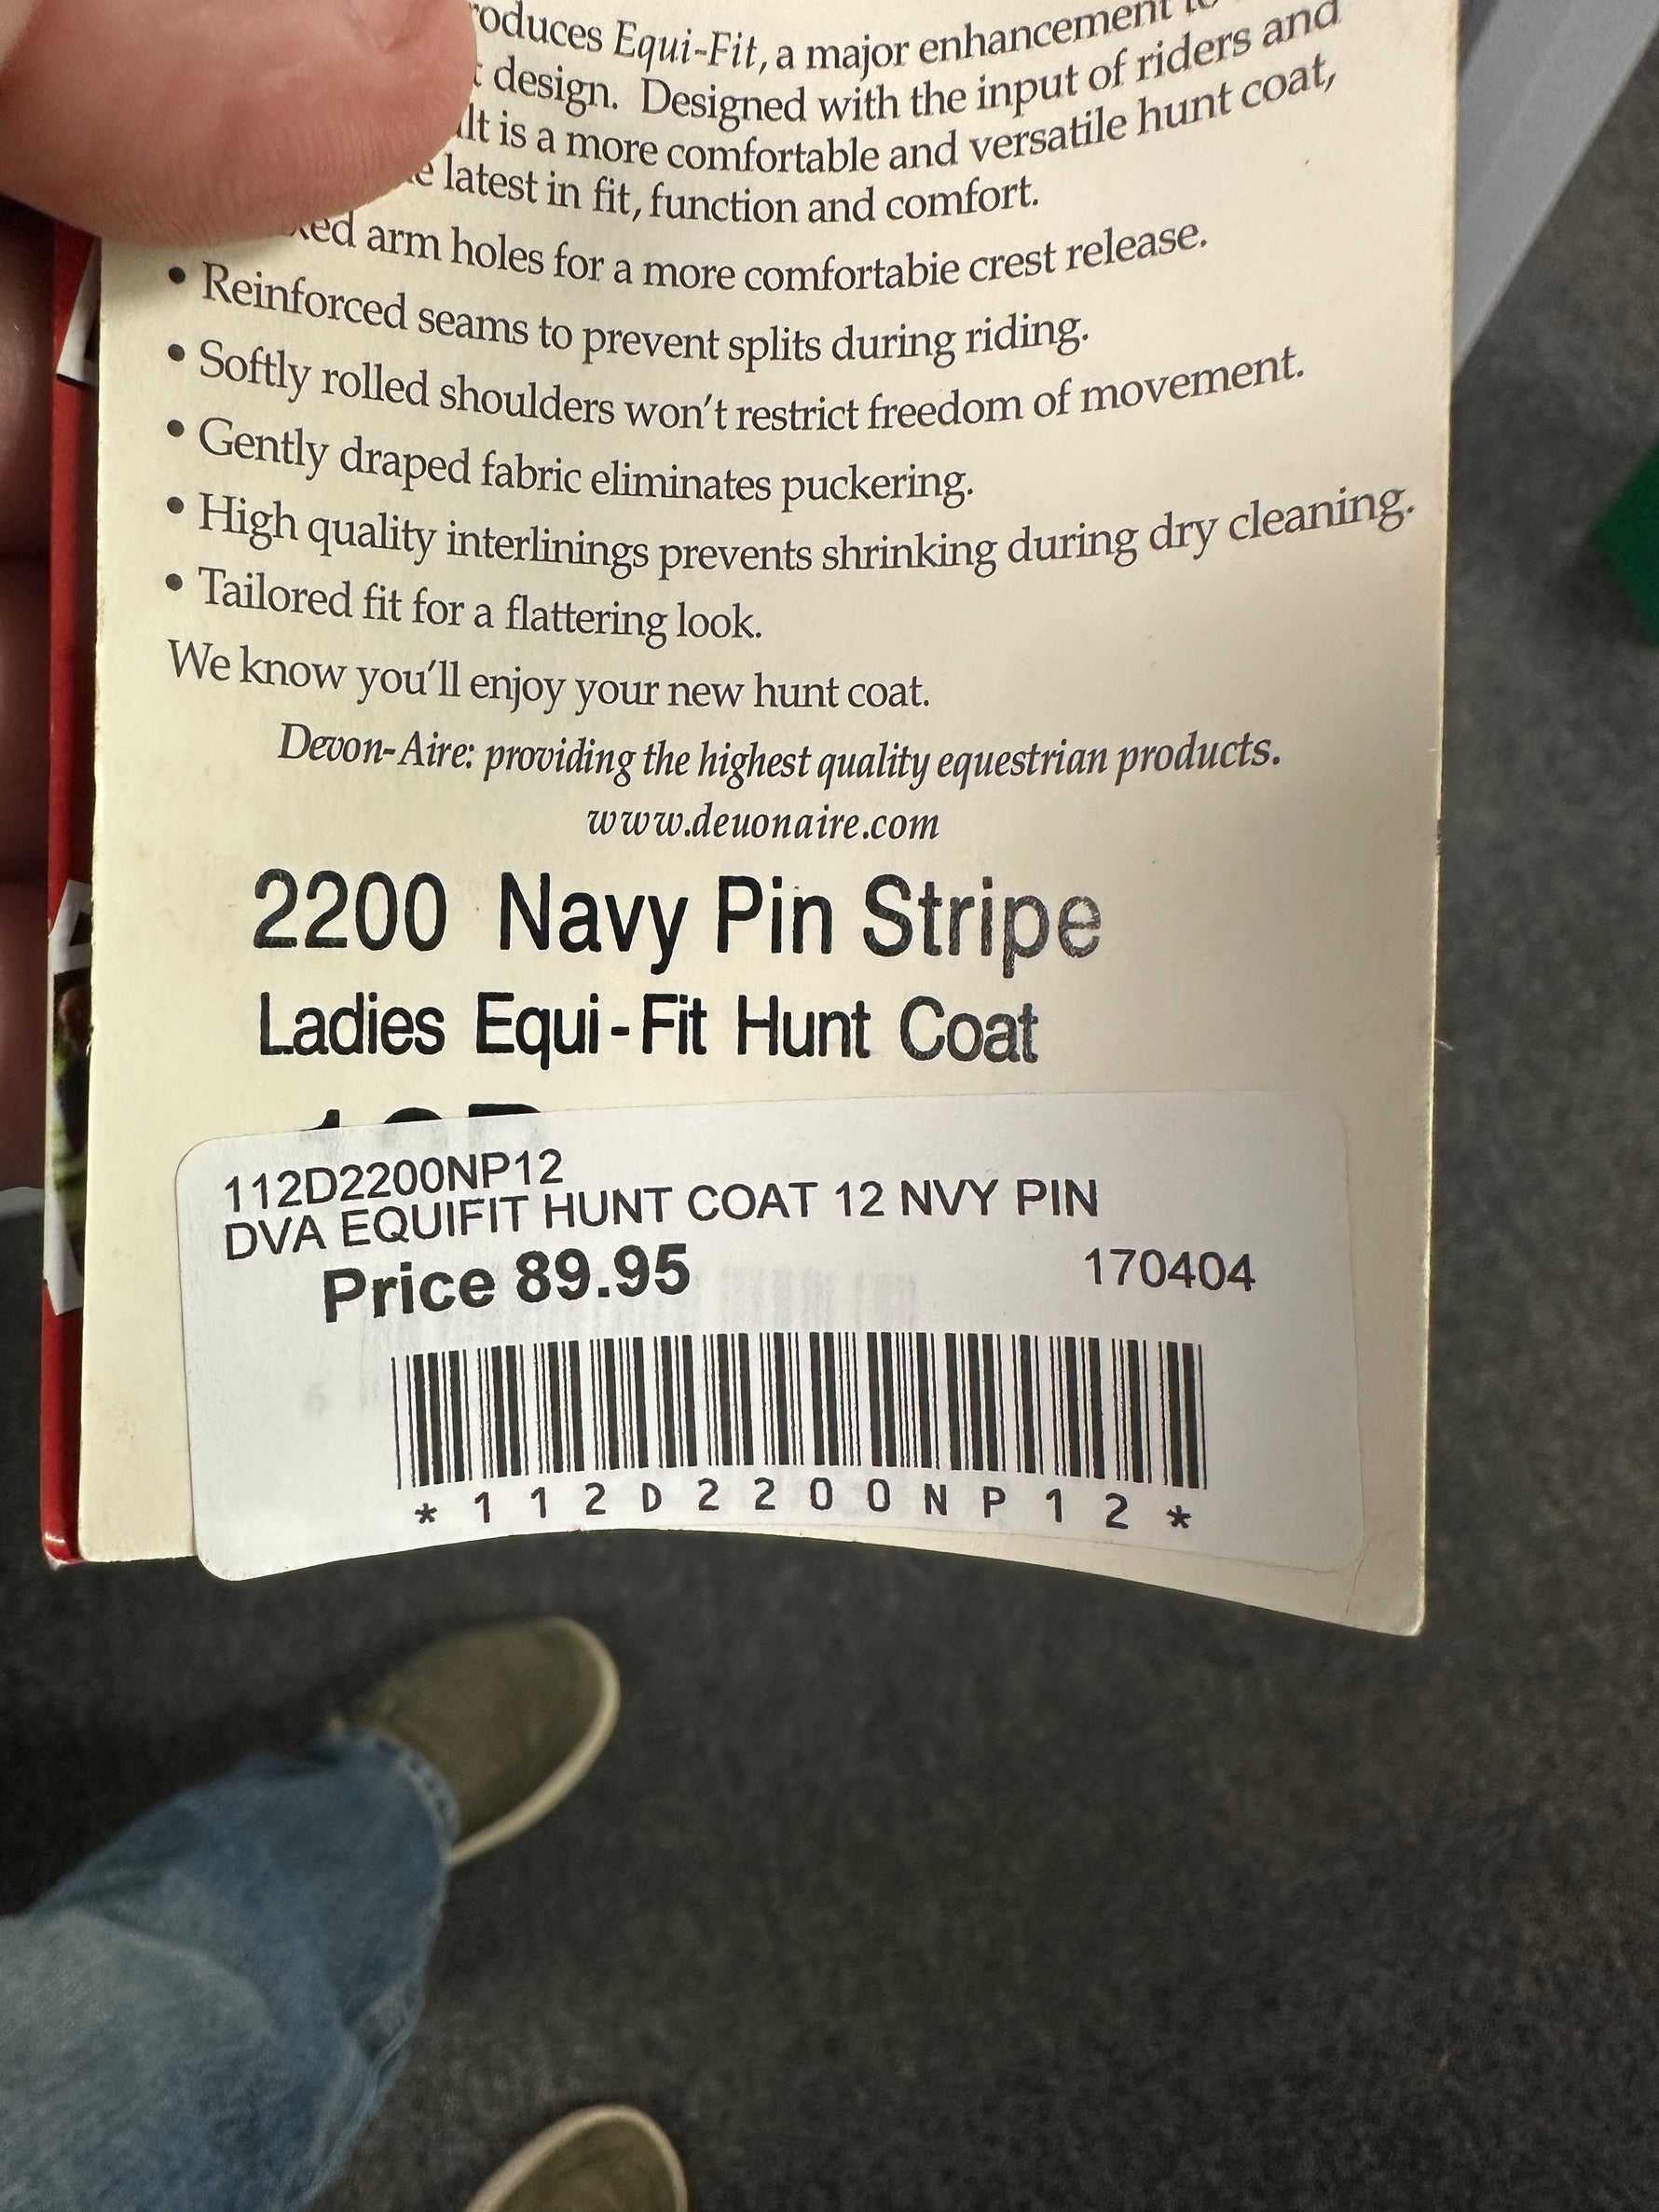 Equi-Fit, a major enhancement
design. Designed with the input of riders and
is a more comfortable and versatile hunt coat,
latest in fit, function and comfort.
arm holes for a more comfortabie crest release.
• Reinforced seams to prevent splits during riding.
• Softly rolled shoulders won't restrict freedom of movement.
• Gently draped fabric eliminates puckering.
• High quality interlinings prevents shrinking during dry cleaning.
• Tailored fit for a flattering look.
We know you'll enjoy your new hunt coat.
Devon-Aire: providing the highest quality equestrian products.
www.devonaire.com
2200 Navy Pin Stripe
Ladies Equi-Fit Hunt Coat
112D2200NP12
DVA EQUIFIT HUNT COAT 12 NVY PIN
Price 89.95 170404
*112D2200NP12*